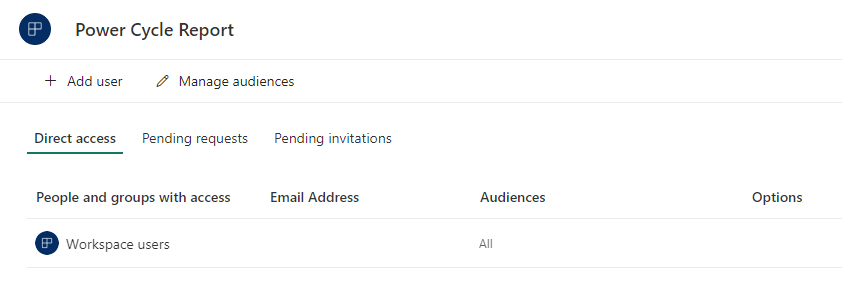 Power Cycle Report
Add user Manage audiences
Direct access Pending requests Pending invitations
People and groups with access Email Address Audiences Options
Workspace users All